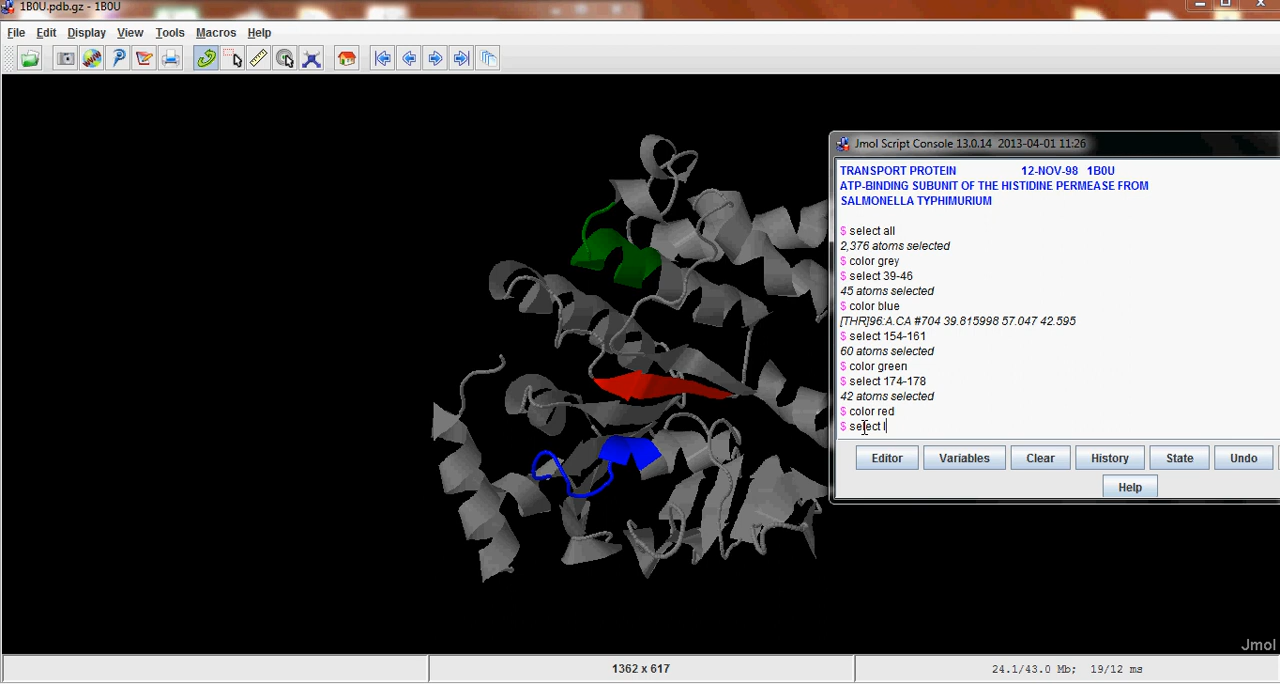 1B0U.pdb.gz - 1B0U
File Edit Display View Tools Macros Help
Jmol Script Console 13.0.14 2013-04-01 11:26
TRANSPORT PROTEIN 12-NOV-98 1B0U
ATP-BINDING SUBUNIT OF THE HISTIDINE PERMEASE FROM
SALMONELLA TYPHIMURIUM
$ select all
2,376 atoms selected
$ color grey
$ select 39-46
45 atoms selected
$ color blue
[THR]96:A.CA #704 39.815998 57.047 42.595
$ select 154-161
60 atoms selected
$ color green
$ select 174-178
42 atoms selected
$ color red
$ select l
Editor Variables Clear History State Undo
Help
Jmol
1362 x 617
24.1/43.0 Mb; 19/12 ms